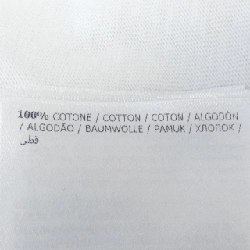 100% COTONE / COTTON / COTON / ALGODÓN
/ ALGODÃO / BAUMWOLLE / PAMUK / ХЛОПОК /
قطن